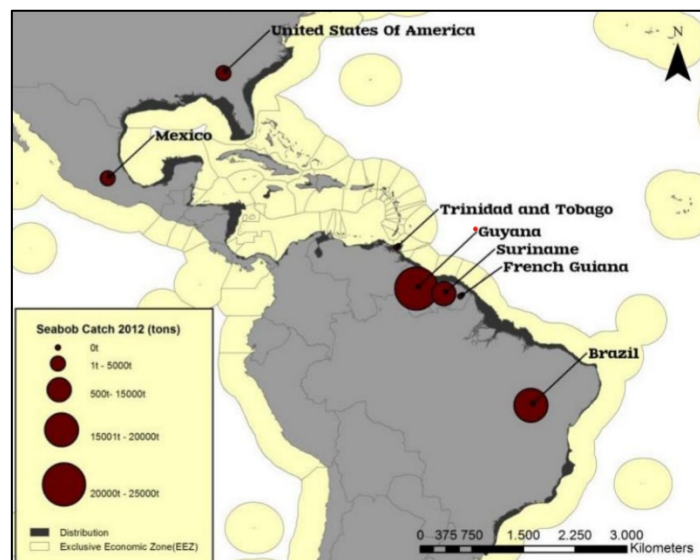 United States Of America
N
Mexico
Trinidad and Tobago
Guyana
Suriname
French Guiana
Brazil
Seabob Catch 2012 (tons)
0t
1t - 5000t
500t- 15000t
15001t - 20000t
20000t - 25000t
Distribution
Exclusive Economic Zone(EEZ)
0 375 750 1.500 2.250 3.000
Kilometers